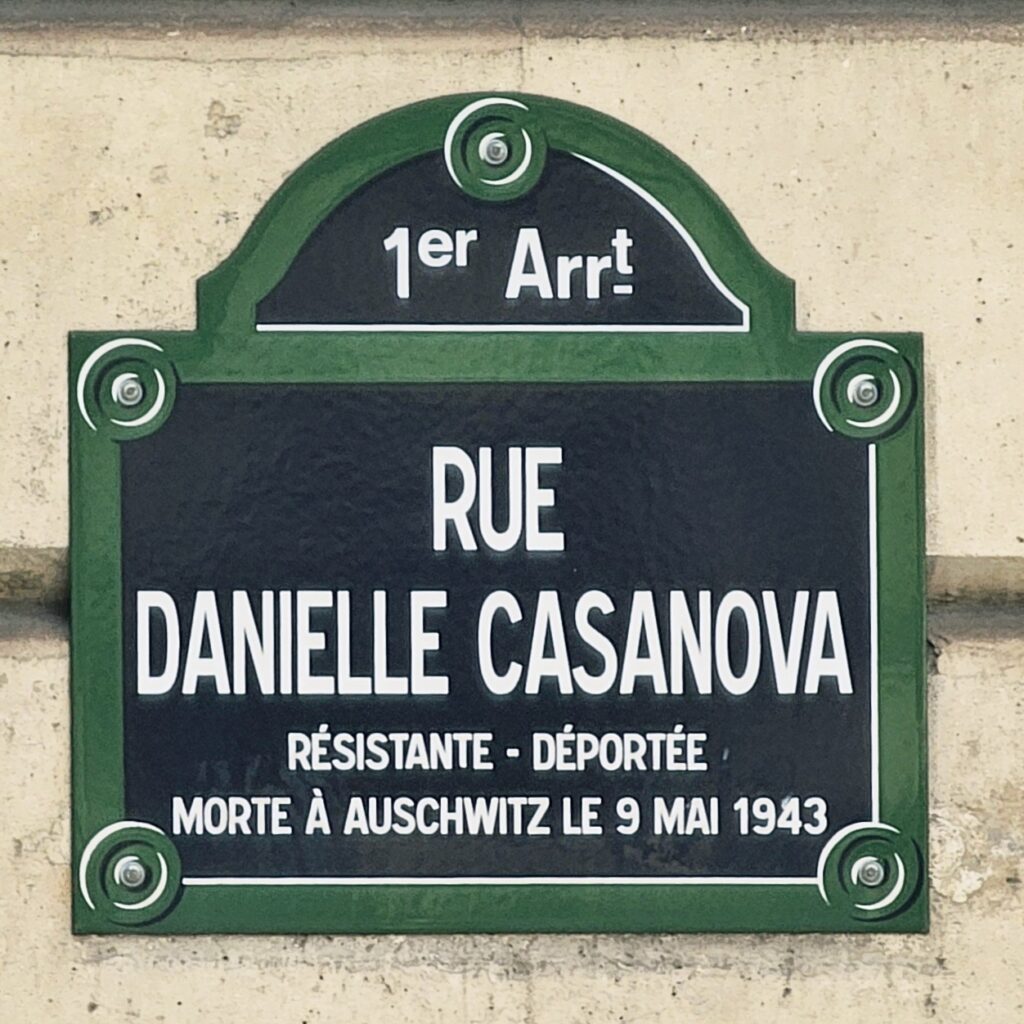 1er Arrt
RUE
DANIELLE CASANOVA
RÉSISTANTE - DÉPORTÉE
MORTE À AUSCHWITZ LE 9 MAI 1943